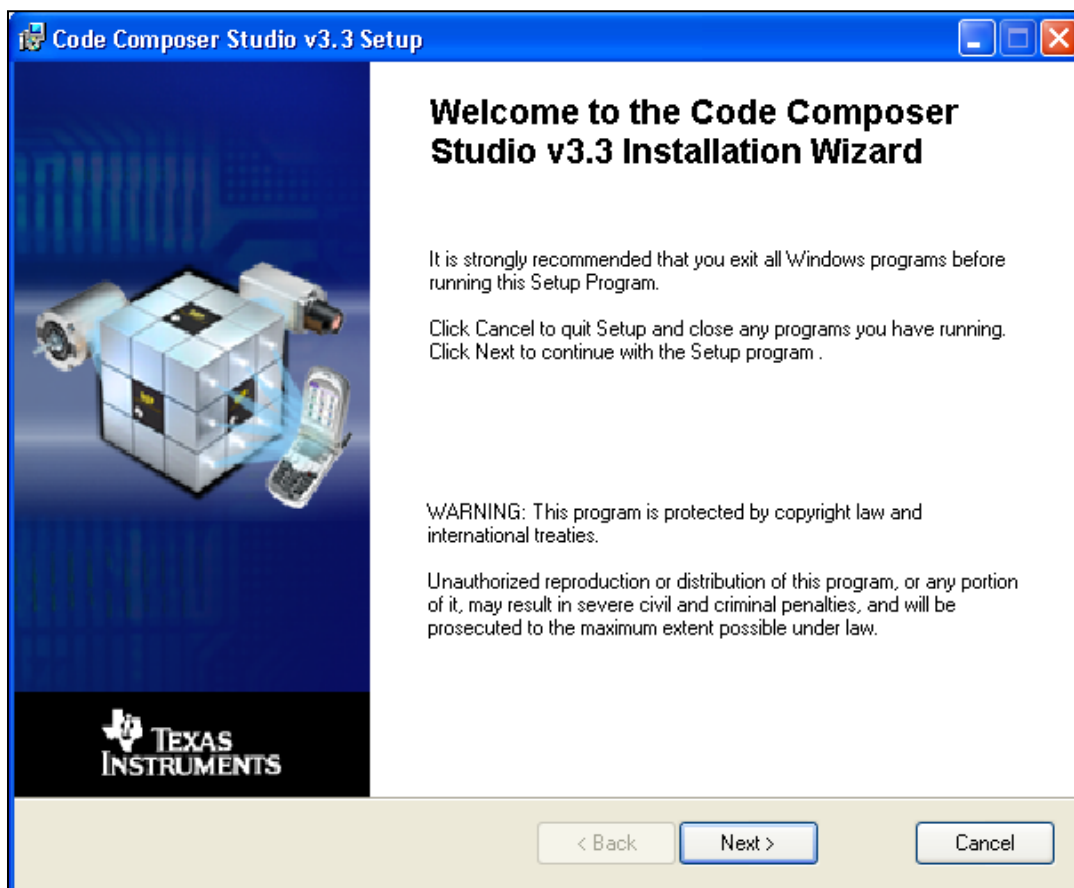 Code Composer Studio v3.3 Setup
Welcome to the Code Composer
Studio v3.3 Installation Wizard
It is strongly recommended that you exit all Windows programs before
running this Setup Program.
Click Cancel to quit Setup and close any programs you have running.
Click Next to continue with the Setup program .
WARNING: This program is protected by copyright law and
international treaties.
Unauthorized reproduction or distribution of this program, or any portion
of it, may result in severe civil and criminal penalties, and will be
prosecuted to the maximum extent possible under law.
TEXAS
INSTRUMENTS
< Back
Next >
Cancel